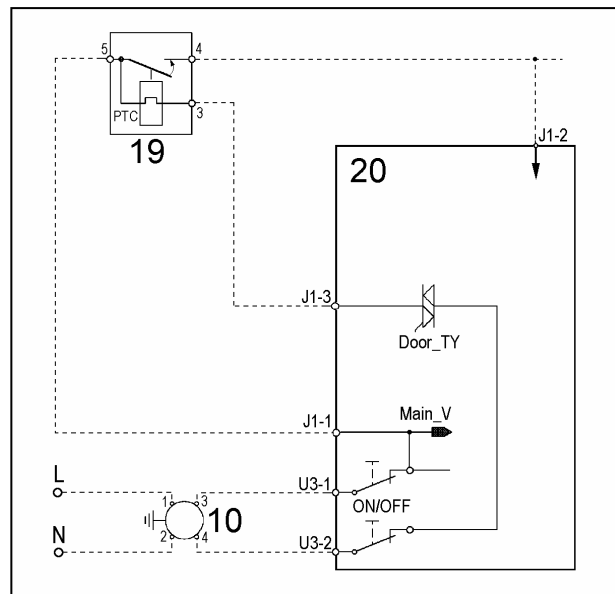 5
4
PTC
3
19
J1-2
20
J1-3
Door_TY
J1-1
Main_V
L
1
3
U3-1
ON/OFF
10
N
2
4
U3-2